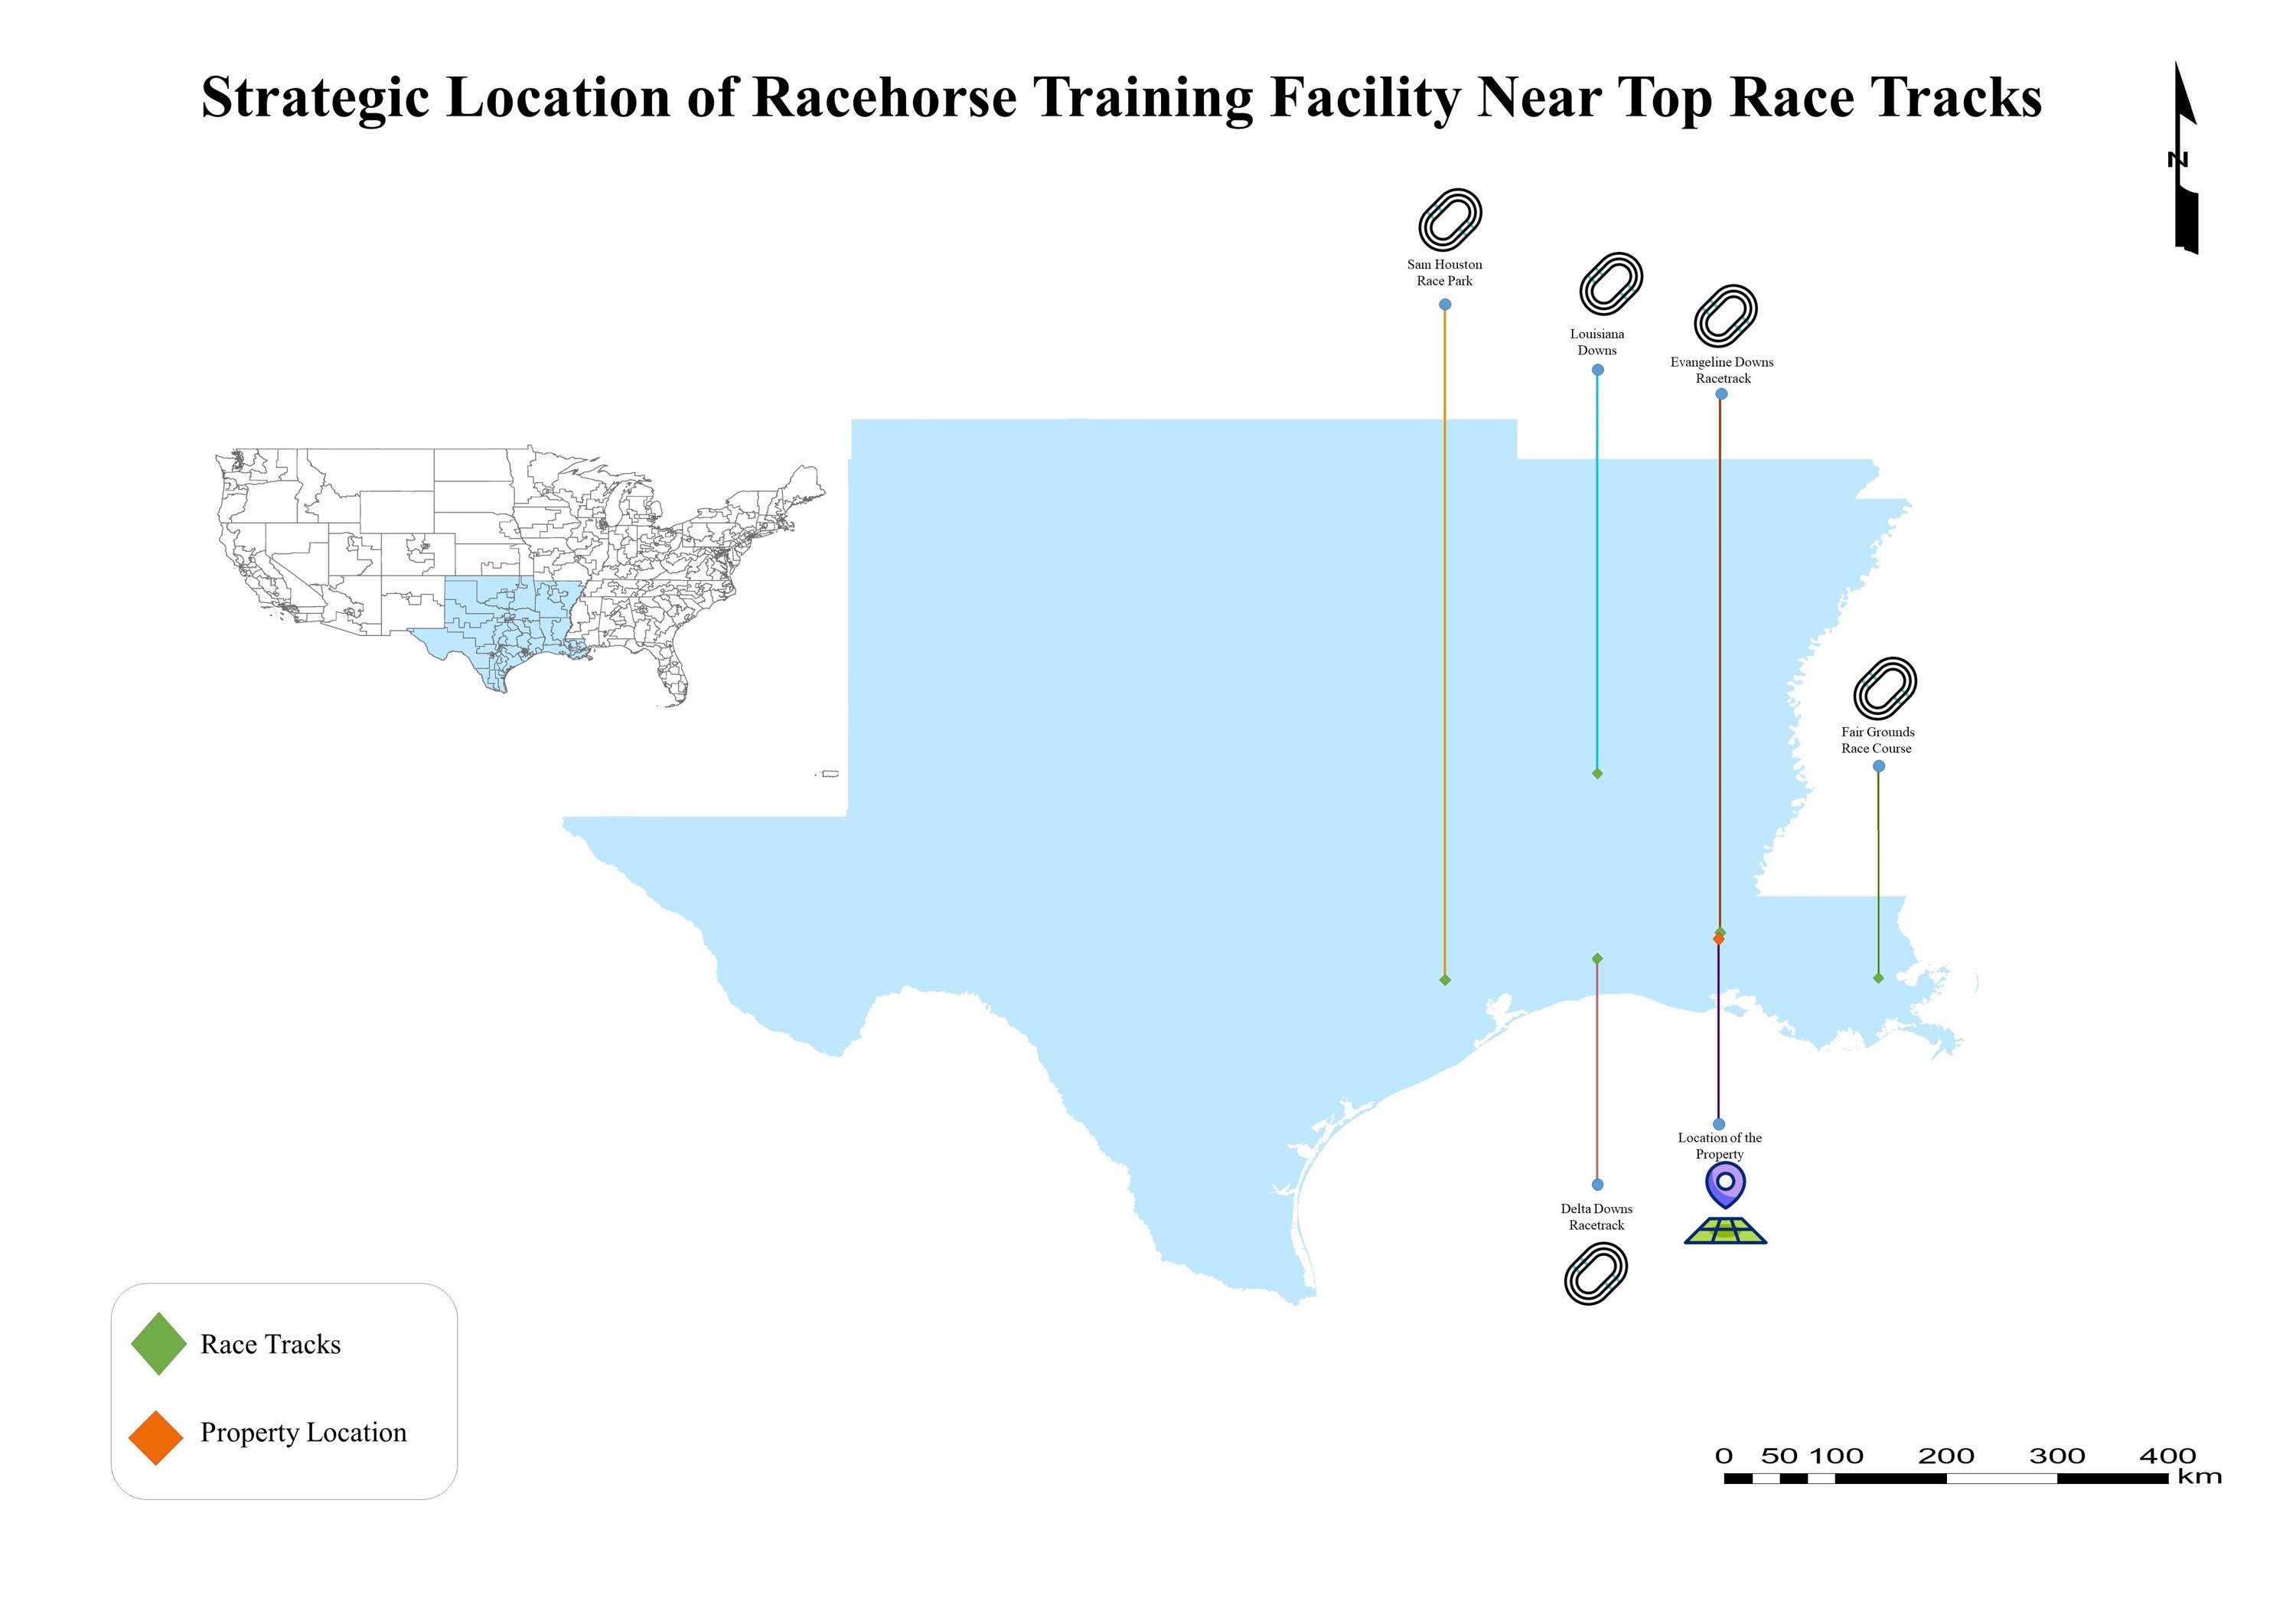 Strategic Location of Racehorse Training Facility Near Top Race Tracks
N
Sam Houston
Race Park
Louisiana
Downs
Evangeline Downs
Racetrack
Fair Grounds
Race Course
Location of the
Property
Delta Downs
Racetrack
Race Tracks
Property Location
0 50 100 200 300 400
km